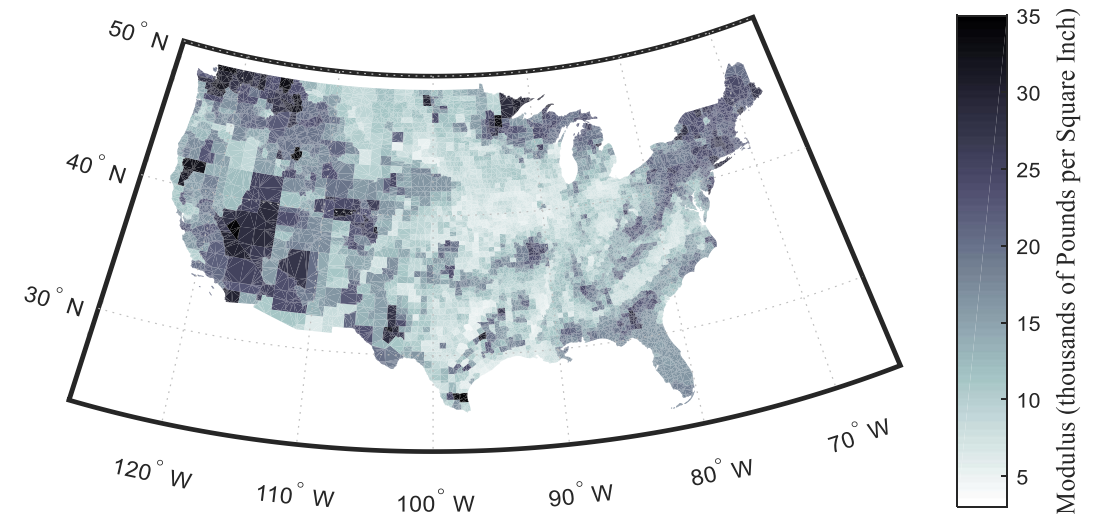 50° N
40° N
30° N
120° W
110° W
100° W
90° W
80° W
70° W
35
30
25
20
15
10
5
Modulus (thousands of Pounds per Square Inch)